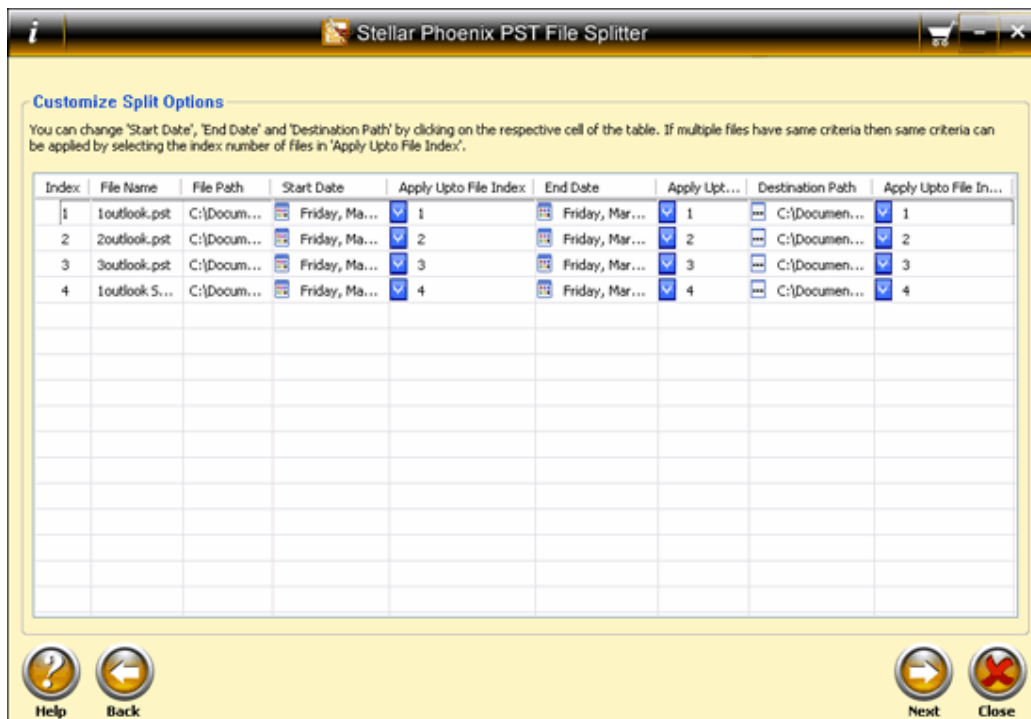 i Stellar Phoenix PST File Splitter
Customize Split Options
You can change 'Start Date', 'End Date' and 'Destination Path' by clicking on the respective cell of the table. If multiple files have same criteria then same criteria can
be applied by selecting the index number of files in 'Apply Upto File Index'.
Index File Name File Path Start Date Apply Upto File Index End Date Apply Upt... Destination Path Apply Upto File In...
1 1outlook.pst C:\Docum... Friday, Ma... 1 Friday, Mar... 1 C:\Documen... 1
2 2outlook.pst C:\Docum... Friday, Ma... 2 Friday, Mar... 2 C:\Documen... 2
3 3outlook.pst C:\Docum... Friday, Ma... 3 Friday, Mar... 3 C:\Documen... 3
4 1outlook S... C:\Docum... Friday, Ma... 4 Friday, Mar... 4 C:\Documen... 4
? Help Back Next Close